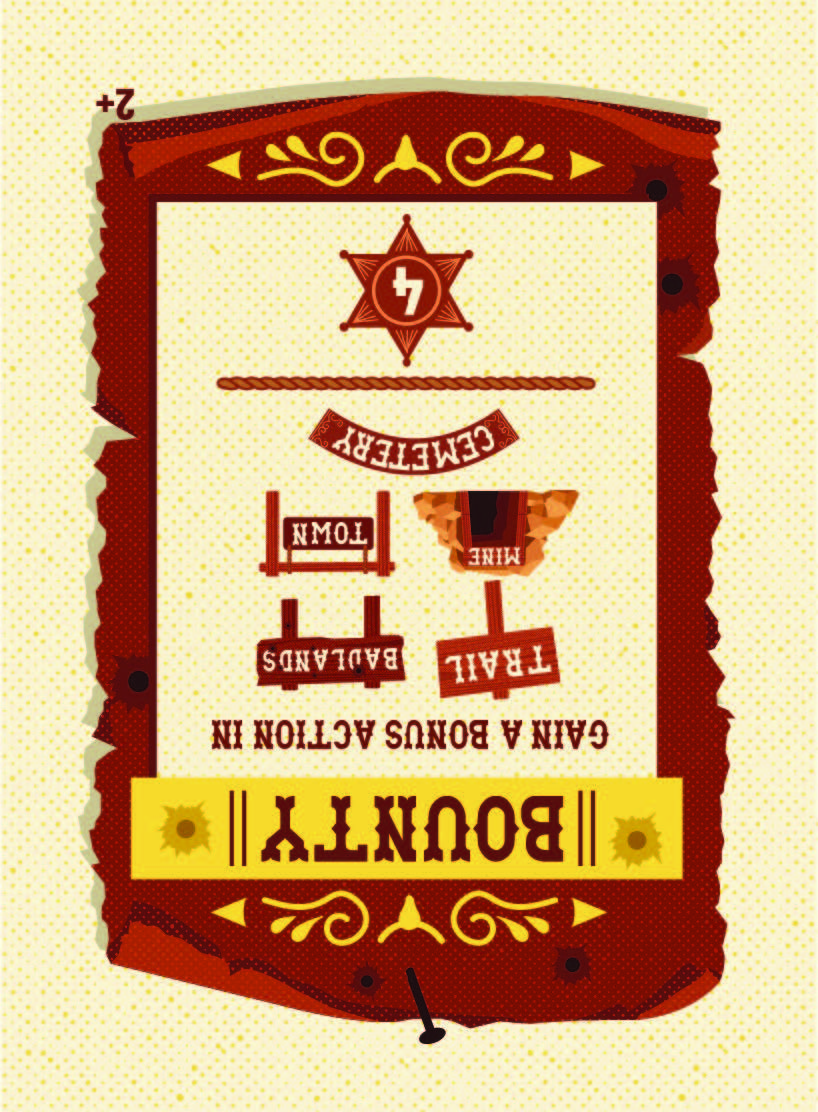 BOUNTY
GAIN A BONUS ACTION IN
TRAIL BADLANDS
MINE TOWN
CEMETERY
4
2+